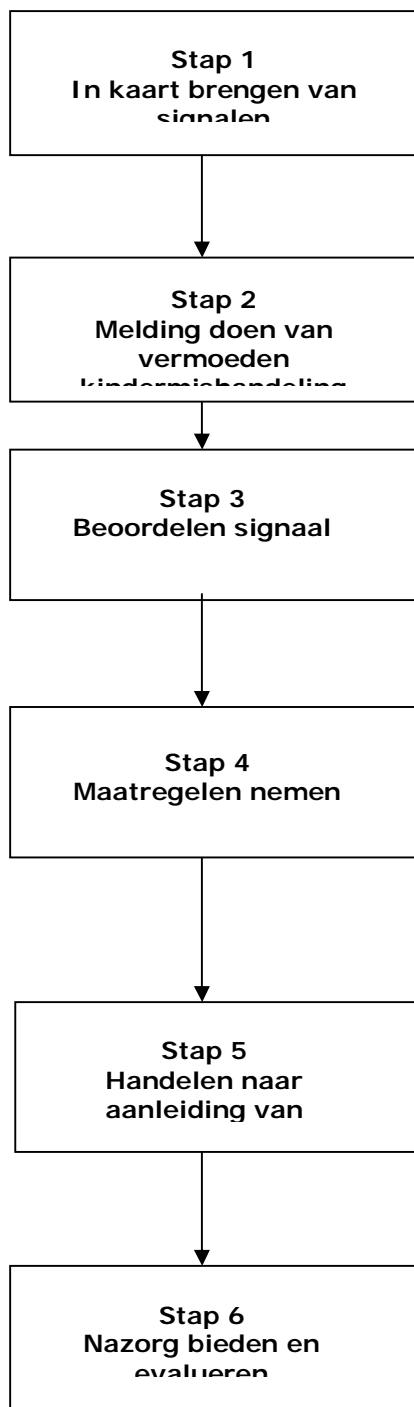 Stap 1
In kaart brengen van
signalen
Stap 2
Melding doen van
vermoeden
kindermishandeling
Stap 3
Beoordelen signaal
Stap 4
Maatregelen nemen
Stap 5
Handelen naar
aanleiding van
Stap 6
Nazorg bieden en
evalueren